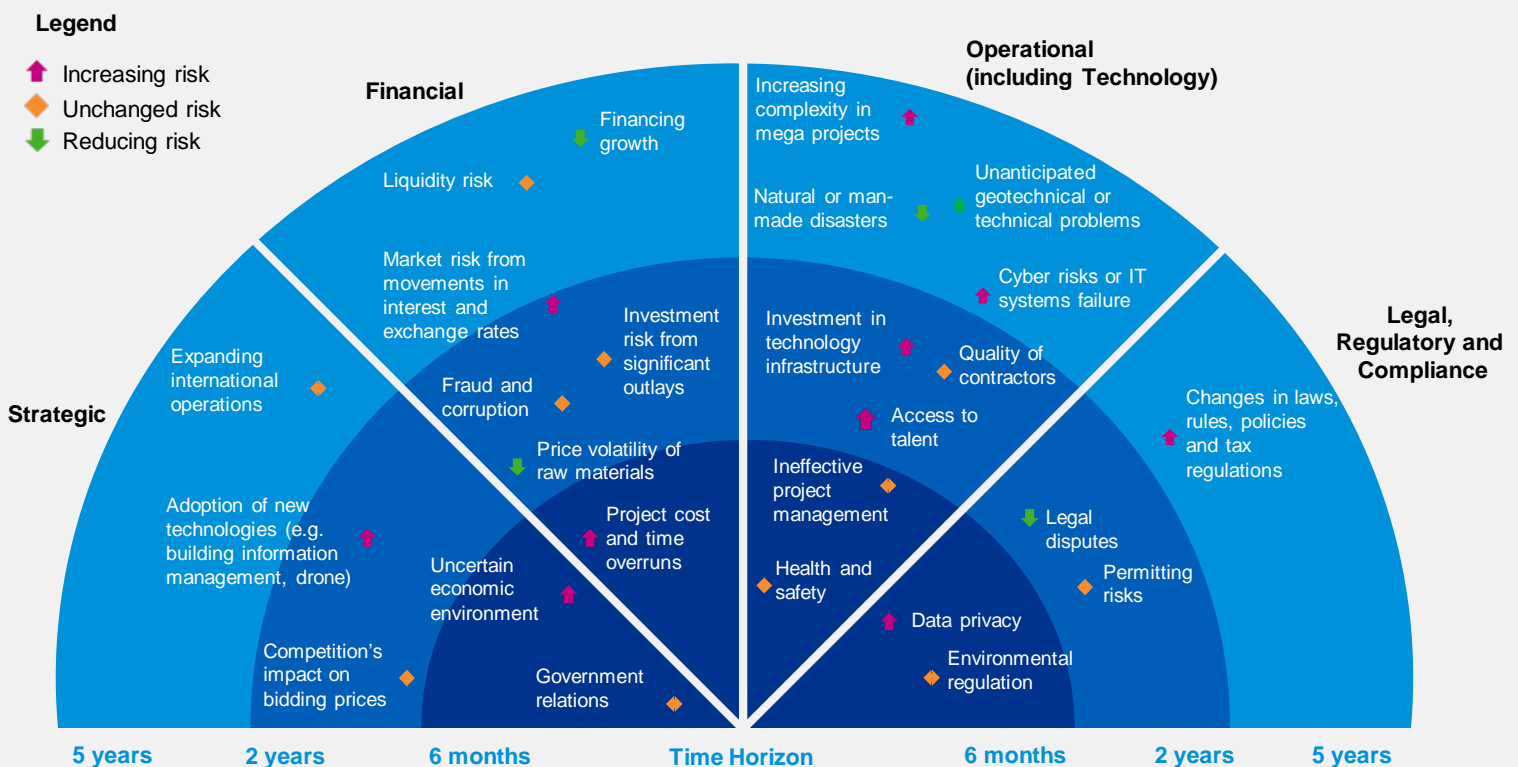 Legend
Increasing risk
Unchanged risk
Reducing risk
Financial
Operational
(including Technology)
Strategic
Legal,
Regulatory and
Compliance
Financing
growth
Liquidity risk
Market risk from
movements in
interest and
exchange rates
Investment
risk from
significant
outlays
Fraud and
corruption
Price volatility of
raw materials
Project cost
and time
overruns
Expanding
international
operations
Adoption of new
technologies (e.g.
building information
management, drone)
Uncertain
economic
environment
Competition’s
impact on
bidding prices
Government
relations
Increasing
complexity in
mega projects
Natural or man-
made disasters
Unanticipated
geotechnical or
technical problems
Cyber risks or IT
systems failure
Investment in
technology
infrastructure
Quality of
contractors
Access to
talent
Ineffective
project
management
Health and
safety
Changes in laws,
rules, policies
and tax
regulations
Legal
disputes
Permitting
risks
Data privacy
Environmental
regulation
5 years
2 years
6 months
Time Horizon
6 months
2 years
5 years